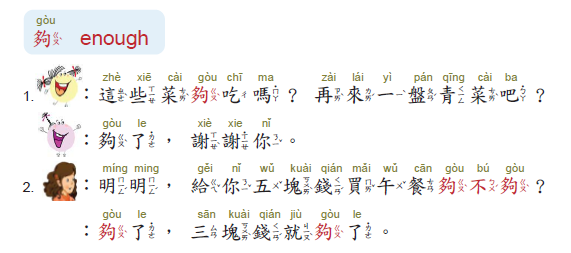 gòu
夠 enough
zhè xiē cài gòu chī ma zài lái yì pán qīng cài ba
1. ：這些菜夠吃嗎？ 再來一盤青菜吧？
gòu le xiè xie nǐ
：夠了，謝謝你。
míng ming gěi nǐ wǔ kuài qián mǎi wǔ cān gòu bú gòu
2. ：明明，給你五塊錢買午餐夠不夠？
gòu le sān kuài qián jiù gòu le
：夠了，三塊錢就夠了。